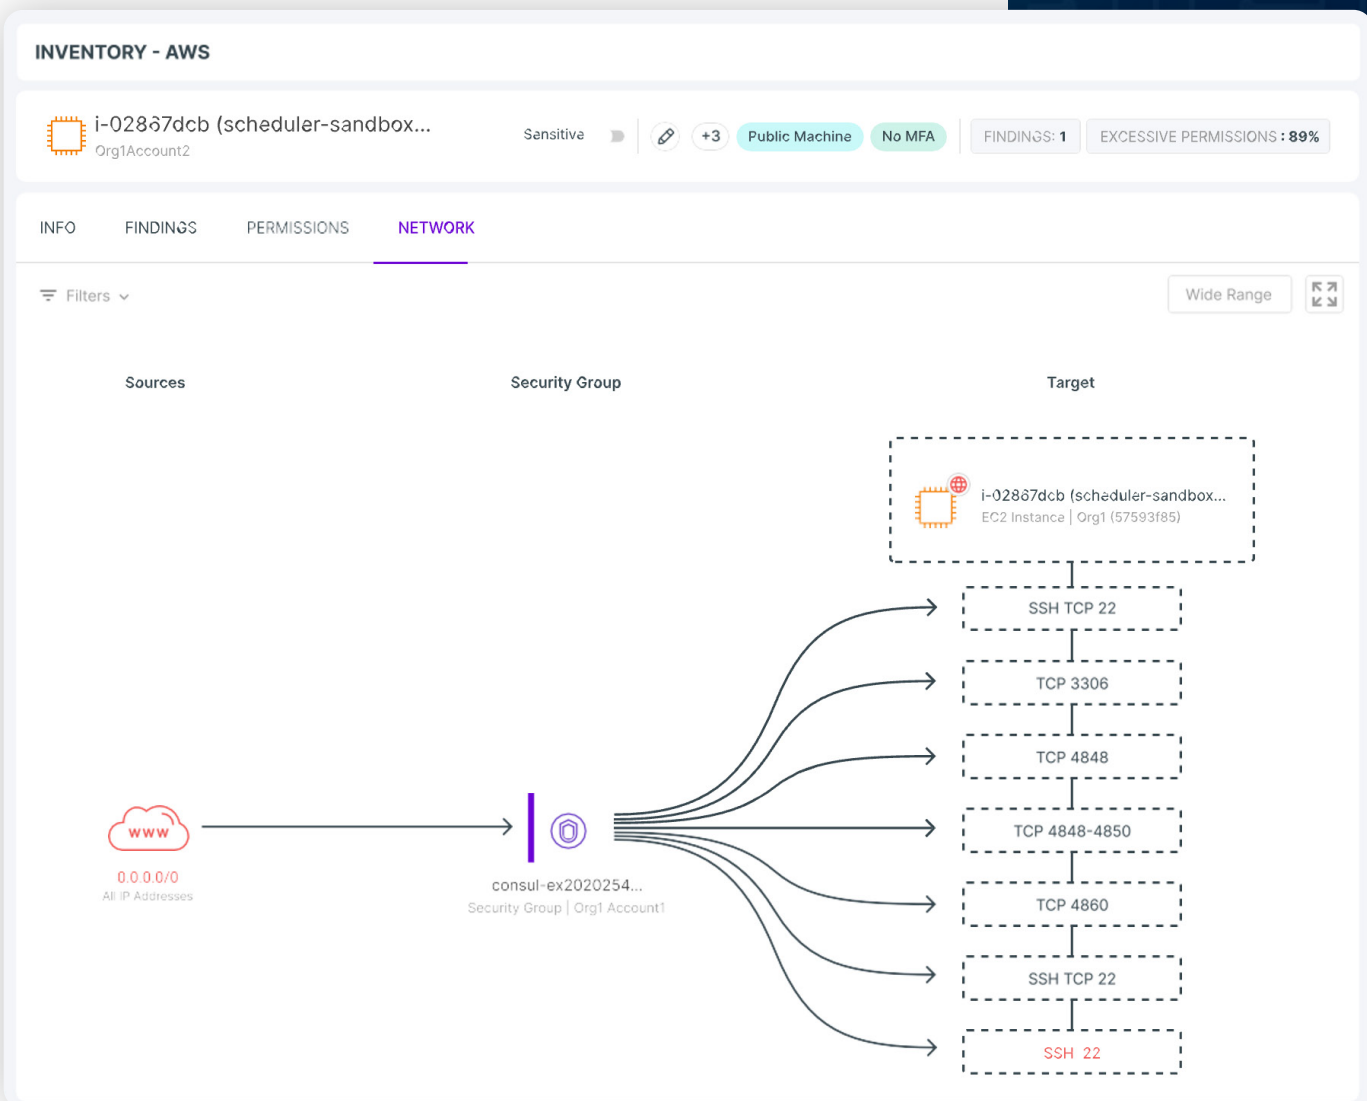 INVENTORY - AWS
i-02867dcb (scheduler-sandbox...
Org1Account2
Sensitive
+3
Public Machine
No MFA
FINDINGS: 1
EXCESSIVE PERMISSIONS : 89%
INFO
FINDINGS
PERMISSIONS
NETWORK
Filters
Wide Range
Sources
Security Group
Target
i-02867dcb (scheduler-sandbox...
EC2 Instance | Org1 (57593f85)
SSH TCP 22
TCP 3306
TCP 4848
TCP 4848-4850
TCP 4860
SSH TCP 22
SSH 22
www
0.0.0.0/0
All IP Addresses
consul-ex2020254...
Security Group | Org1 Account1